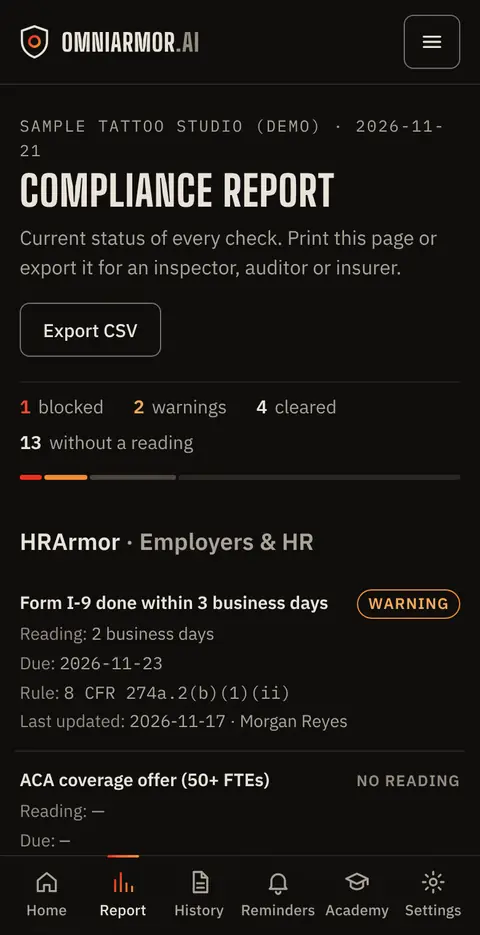 OMNIARMOR.AI
SAMPLE TATTOO STUDIO (DEMO) · 2026-11-
21
COMPLIANCE REPORT
Current status of every check. Print this page or
export it for an inspector, auditor or insurer.
Export CSV
1 blocked 2 warnings 4 cleared
13 without a reading
HRArmor · Employers & HR
Form I-9 done within 3 business days WARNING
Reading: 2 business days
Due: 2026-11-23
Rule: 8 CFR 274a.2(b)(1)(ii)
Last updated: 2026-11-17 · Morgan Reyes
ACA coverage offer (50+ FTEs) NO READING
Reading: —
Due: —
Home Report History Reminders Academy Settings